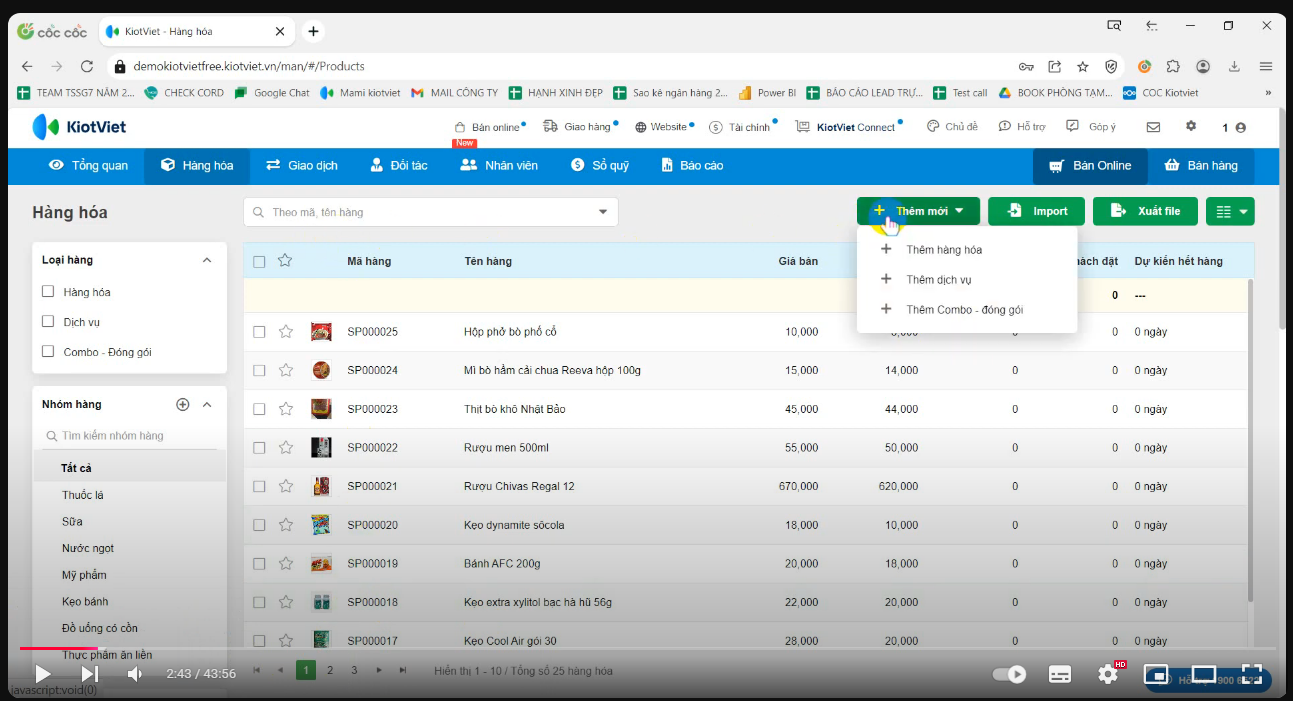 cốc cốc KiotViet - Hàng hóa
demokiotvietfree.kiotviet.vn/man/#/Products
TEAM TSSG7 NĂM 2... CHECK CORD Google Chat Mami kiotviet MAIL CÔNG TY HẠNH XINH ĐẸP Sao kê ngân hàng 2... Power BI BÁO CÁO LEAD TRỰ... Test call BOOK PHÒNG TẠM... COC Kiotviet »
KiotViet Bán online Giao hàng Website Tài chính KiotViet Connect Chủ đề Hỗ trợ Góp ý 1
New
Tổng quan Hàng hóa Giao dịch Đối tác Nhân viên Sổ quỹ Báo cáo Bán Online Bán hàng
Hàng hóa Theo mã, tên hàng Thêm mới Import Xuất file
Thêm hàng hóa
Thêm dịch vụ
Thêm Combo - đóng gói
Loại hàng
Hàng hóa
Dịch vụ
Combo - Đóng gói
Nhóm hàng
Tìm kiếm nhóm hàng
Tất cả
Thuốc lá
Sữa
Nước ngọt
Mỹ phẩm
Kẹo bánh
Đồ uống có cồn
Thực phẩm ăn liền
Mã hàng Tên hàng Giá bán đặt Dự kiến hết hàng
0 ---
SP000025 Hộp phở bò phố cổ 10,000 0 0 ngày
SP000024 Mì bò hầm cải chua Reeva hộp 100g 15,000 14,000 0 0 0 ngày
SP000023 Thịt bò khô Nhật Bảo 45,000 44,000 0 0 0 ngày
SP000022 Rượu men 500ml 55,000 50,000 0 0 0 ngày
SP000021 Rượu Chivas Regal 12 670,000 620,000 0 0 0 ngày
SP000020 Kẹo dynamite sôcola 18,000 10,000 0 0 0 ngày
SP000019 Bánh AFC 200g 20,000 18,000 0 0 0 ngày
SP000018 Kẹo extra xylitol bạc hà hũ 56g 22,000 20,000 0 0 0 ngày
SP000017 Kẹo Cool Air gói 30 28,000 20,000 0 0 0 ngày
1 2 3 Hiển thị 1 - 10 / Tổng số 25 hàng hóa
2:43 / 43:56 HD
javascript:void(0)